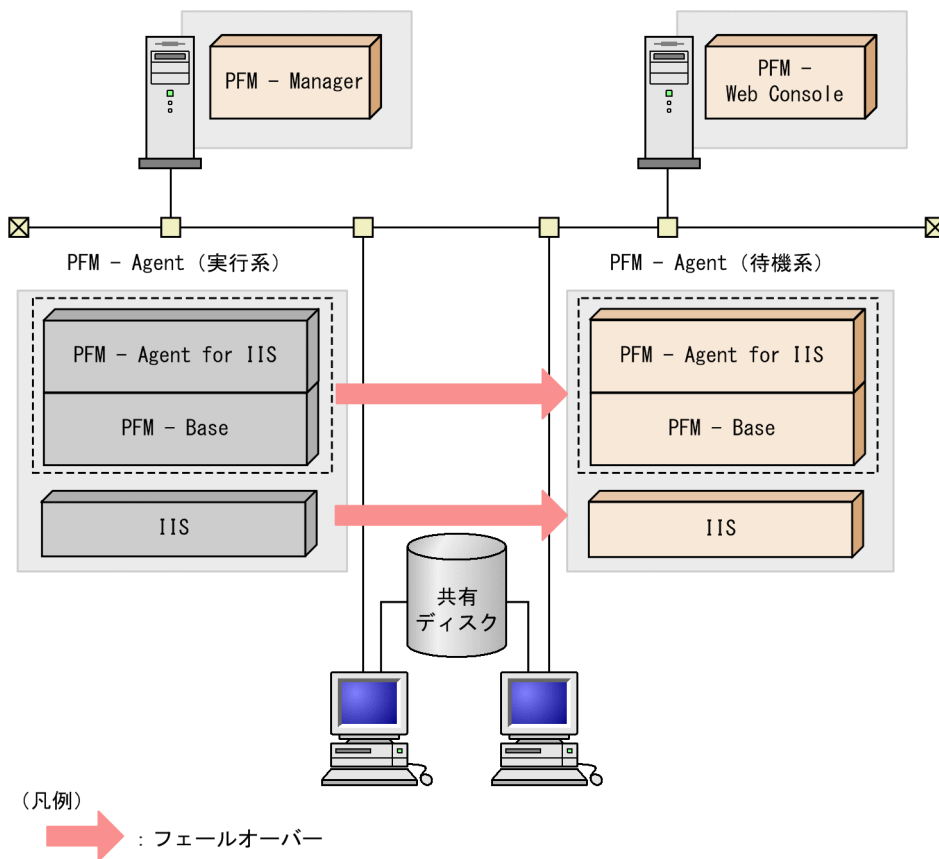 PFM - Manager
PFM -
Web Console
PFM - Agent（実行系）
PFM - Agent（待機系）
PFM - Agent for IIS
PFM - Base
IIS
PFM - Agent for IIS
PFM - Base
IIS
共有
ディスク
（凡例）
：フェールオーバー